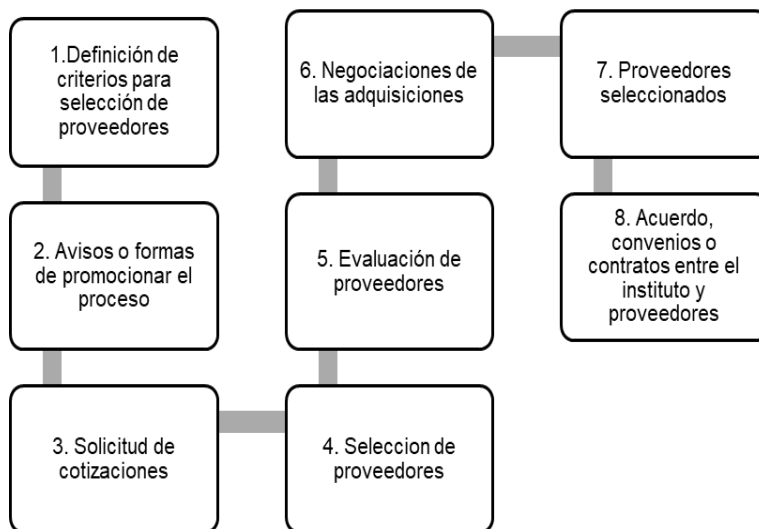 1.Definición de
criterios para
selección de
proveedores
2. Avisos o formas
de promocionar el
proceso
3. Solicitud de
cotizaciones
4. Seleccion de
proveedores
5. Evaluación de
proveedores
6. Negociaciones de
las adquisiciones
7. Proveedores
seleccionados
8. Acuerdo,
convenios o
contratos entre el
instituto y
proveedores